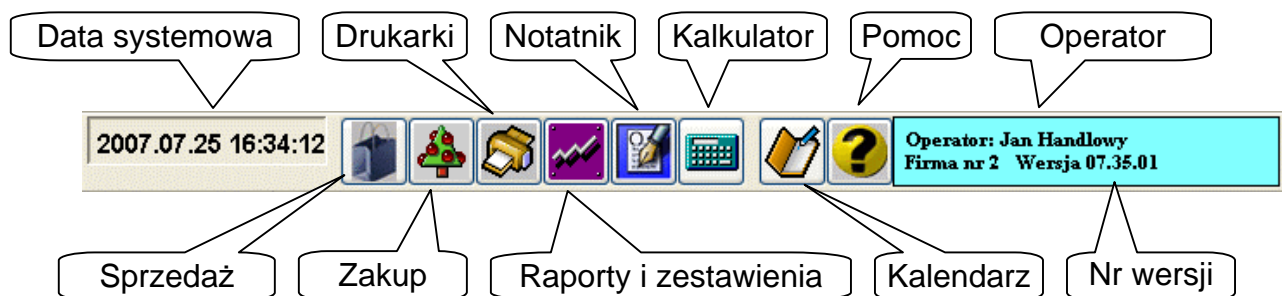 Data systemowa
Drukarki
Notatnik
Kalkulator
Pomoc
Operator
2007.07.25 16:34:12
Operator: Jan Handlowy
Firma nr 2 Wersja 07.35.01
Sprzedaż
Zakup
Raporty i zestawienia
Kalendarz
Nr wersji